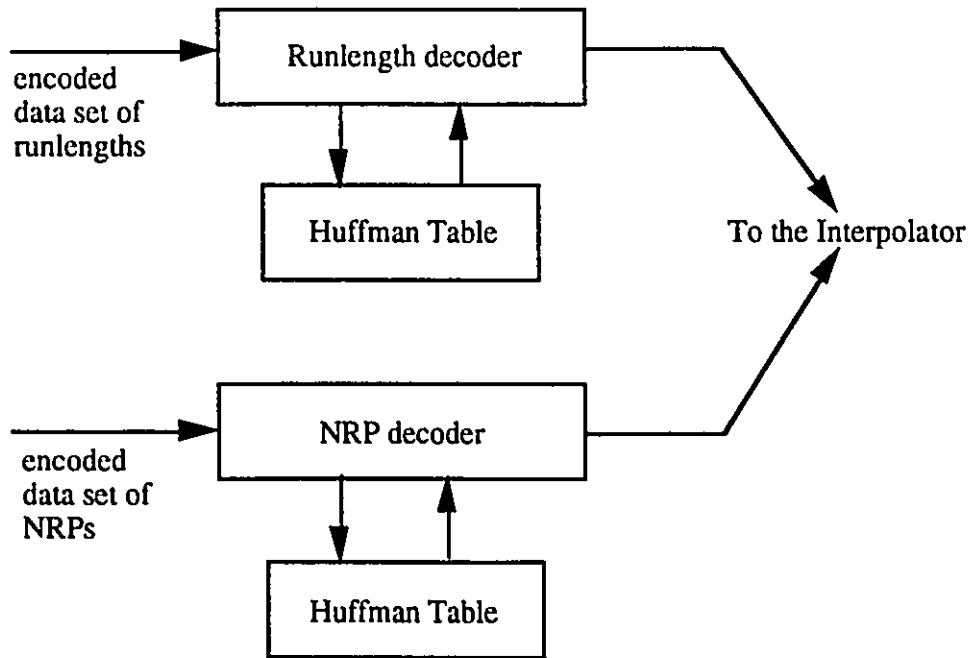 Runlength decoder
encoded
data set of
runlengths
Huffman Table
To the Interpolator
NRP decoder
encoded
data set of
NRPs
Huffman Table